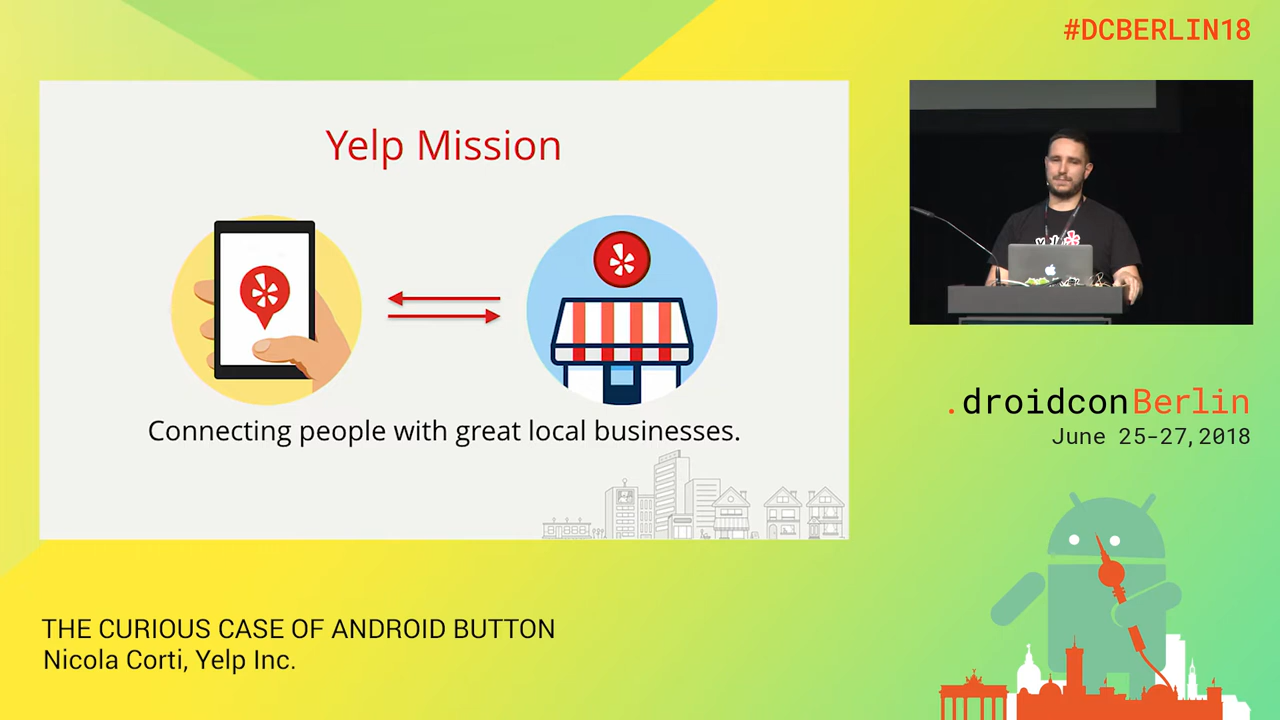 #DCBERLIN18
Yelp Mission
Connecting people with great local businesses.
.droidconBerlin
June 25-27,2018
THE CURIOUS CASE OF ANDROID BUTTON
Nicola Corti, Yelp Inc.